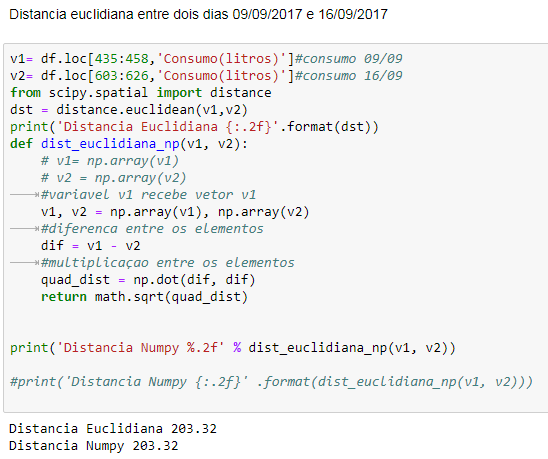 Distancia euclidiana entre dois dias 09/09/2017 e 16/09/2017
v1= df.loc[435:458,'Consumo(litros)']#consumo 09/09
v2= df.loc[603:626,'Consumo(litros)']#consumo 16/09
from scipy.spatial import distance
dst = distance.euclidean(v1,v2)
print('Distancia Euclidiana {:.2f}'.format(dst))
def dist_euclidiana_np(v1, v2):
    # v1= np.array(v1)
    # v2 = np.array(v2)
    #variavel v1 recebe vetor v1
    v1, v2 = np.array(v1), np.array(v2)
    #diferenca entre os elementos
    dif = v1 - v2
    #multiplicaçao entre os elementos
    quad_dist = np.dot(dif, dif)
    return math.sqrt(quad_dist)
print('Distancia Numpy %.2f' % dist_euclidiana_np(v1, v2))
#print('Distancia Numpy {:.2f}' .format(dist_euclidiana_np(v1, v2)))
Distancia Euclidiana 203.32
Distancia Numpy 203.32